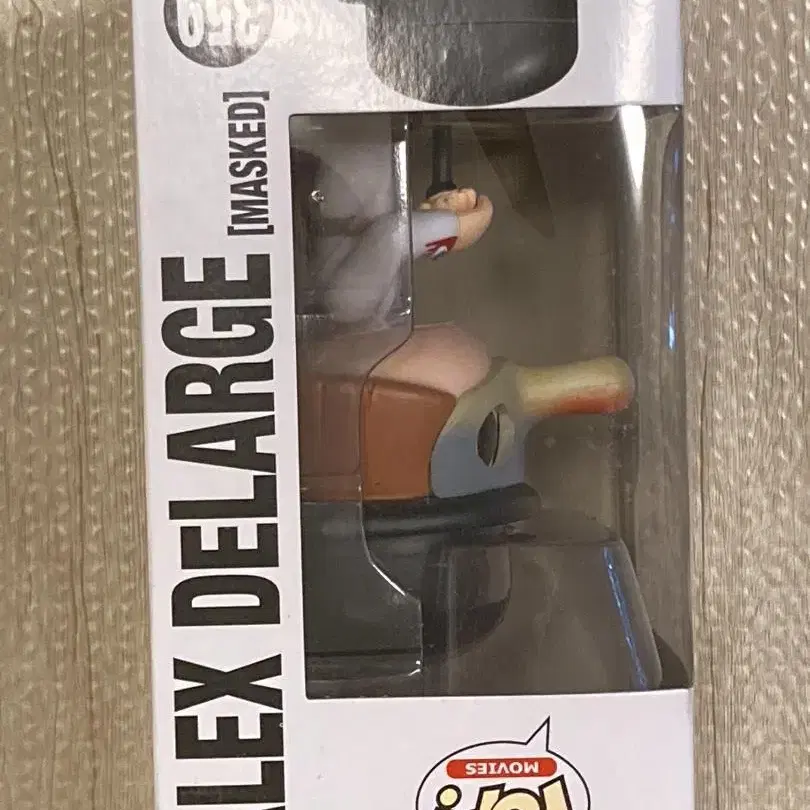 359
ALEX DELARGE
[MASKED]
POP!
MOVIES